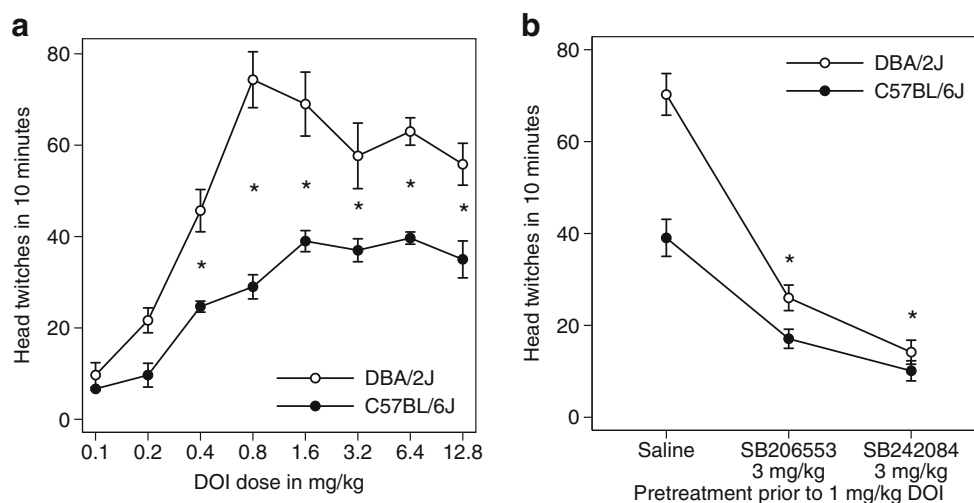 a
80
60
40
20
0
Head twitches in 10 minutes
*
*
*
*
*
*
DBA/2J
C57BL/6J
0.1 0.2 0.4 0.8 1.6 3.2 6.4 12.8
DOI dose in mg/kg
b
80
60
40
20
0
Head twitches in 10 minutes
DBA/2J
C57BL/6J
*
*
Saline SB206553 SB242084
3 mg/kg 3 mg/kg
Pretreatment prior to 1 mg/kg DOI